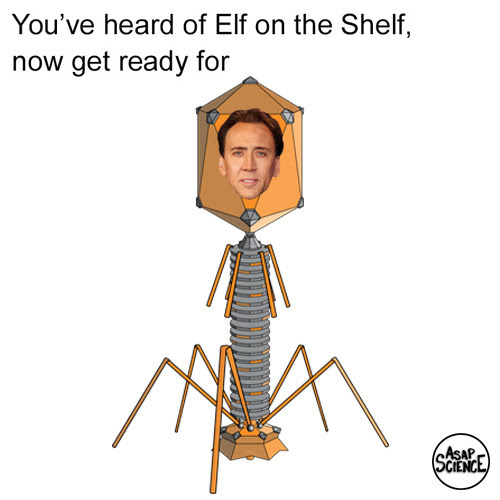 You’ve heard of Elf on the Shelf,
now get ready for
ASAP
SCIENCE